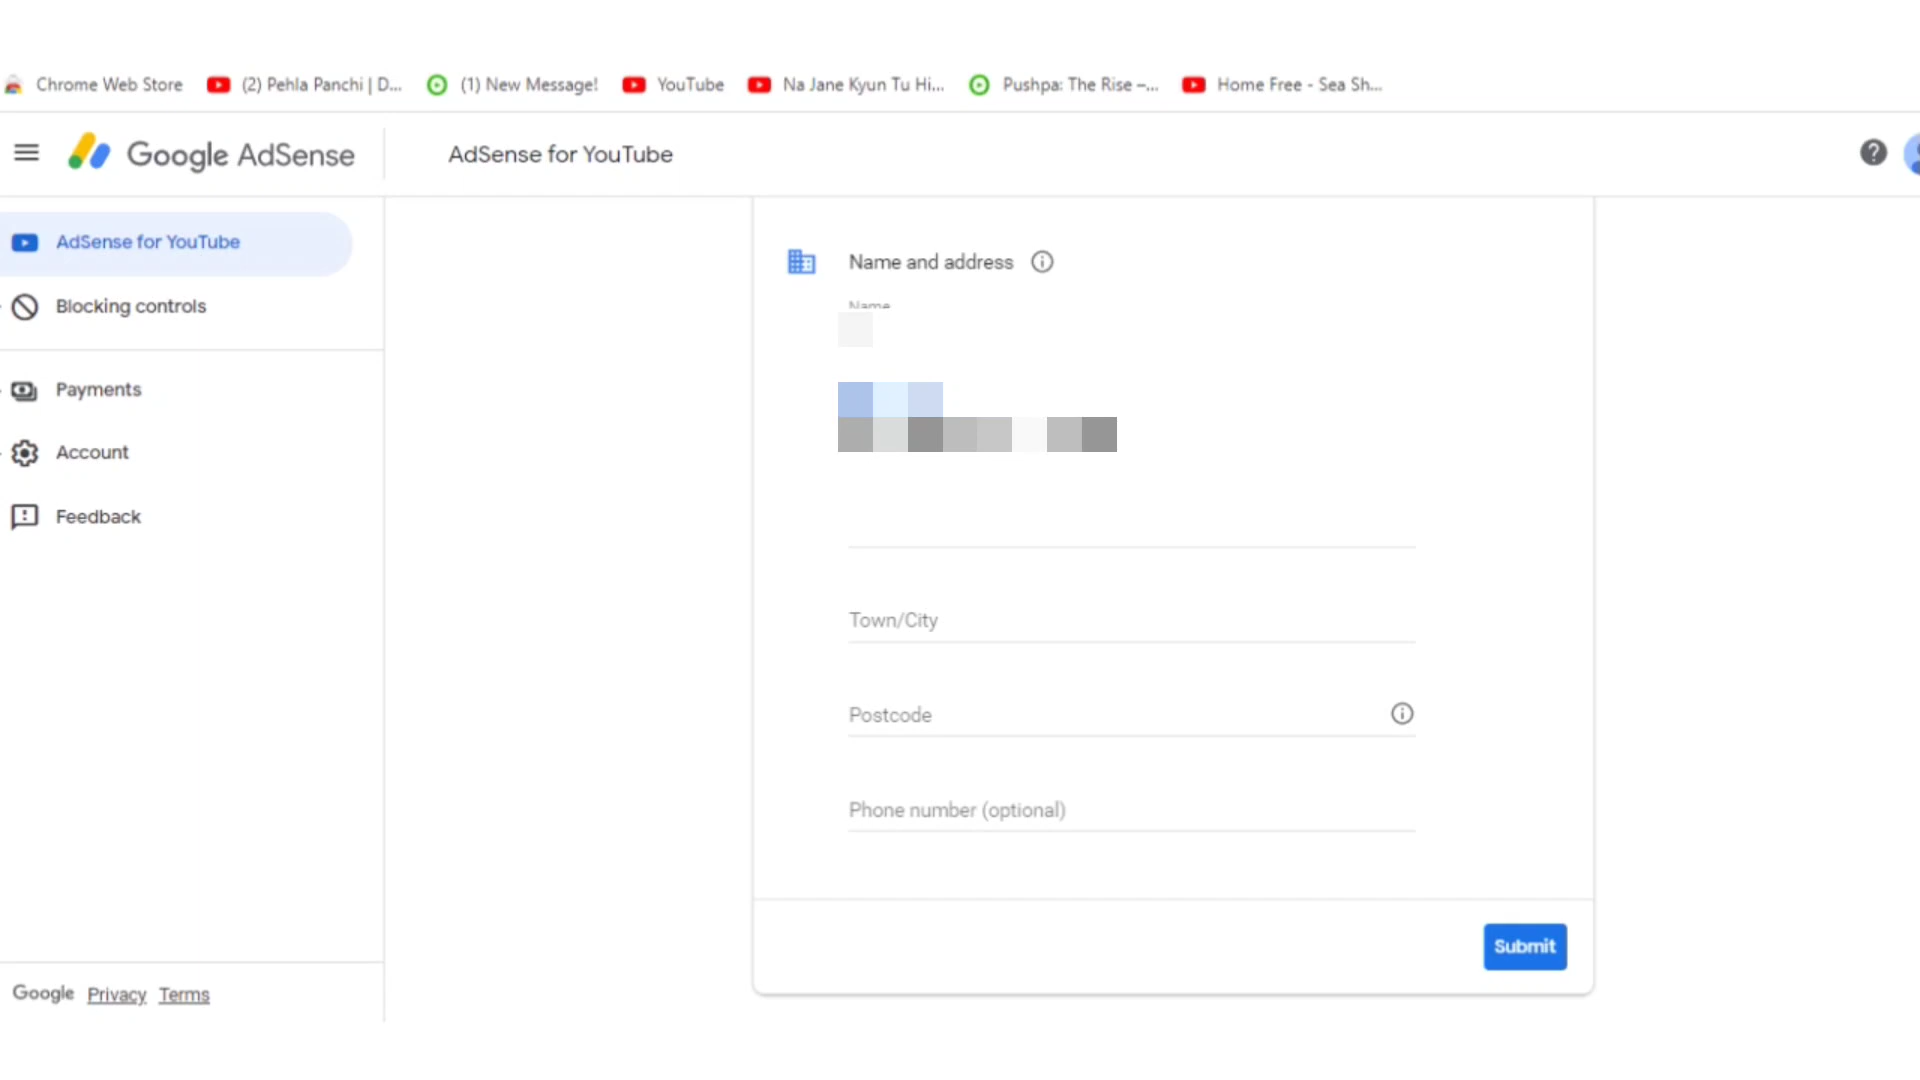 Chrome Web Store (2) Pehla Panchi | D... (1) New Message! YouTube Na Jane Kyun Tu Hi... Pushpa: The Rise –... Home Free - Sea Sh...
Google AdSense AdSense for YouTube
AdSense for YouTube
Blocking controls
Payments
Account
Feedback
Google Privacy Terms
Name and address
Name
Town/City
Postcode
Phone number (optional)
Submit